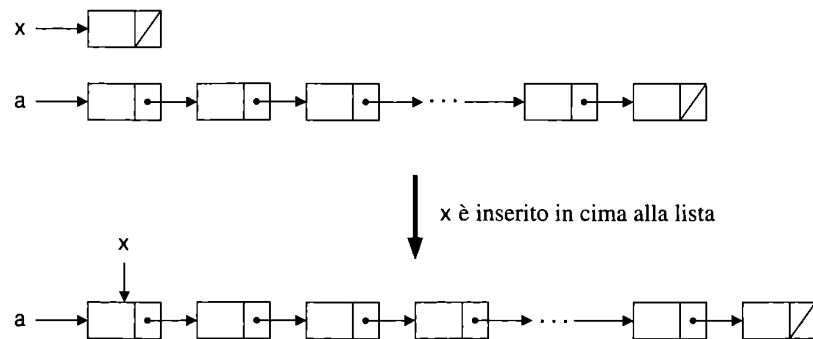 x
a
. . .
x è inserito in cima alla lista
x
a
. . .